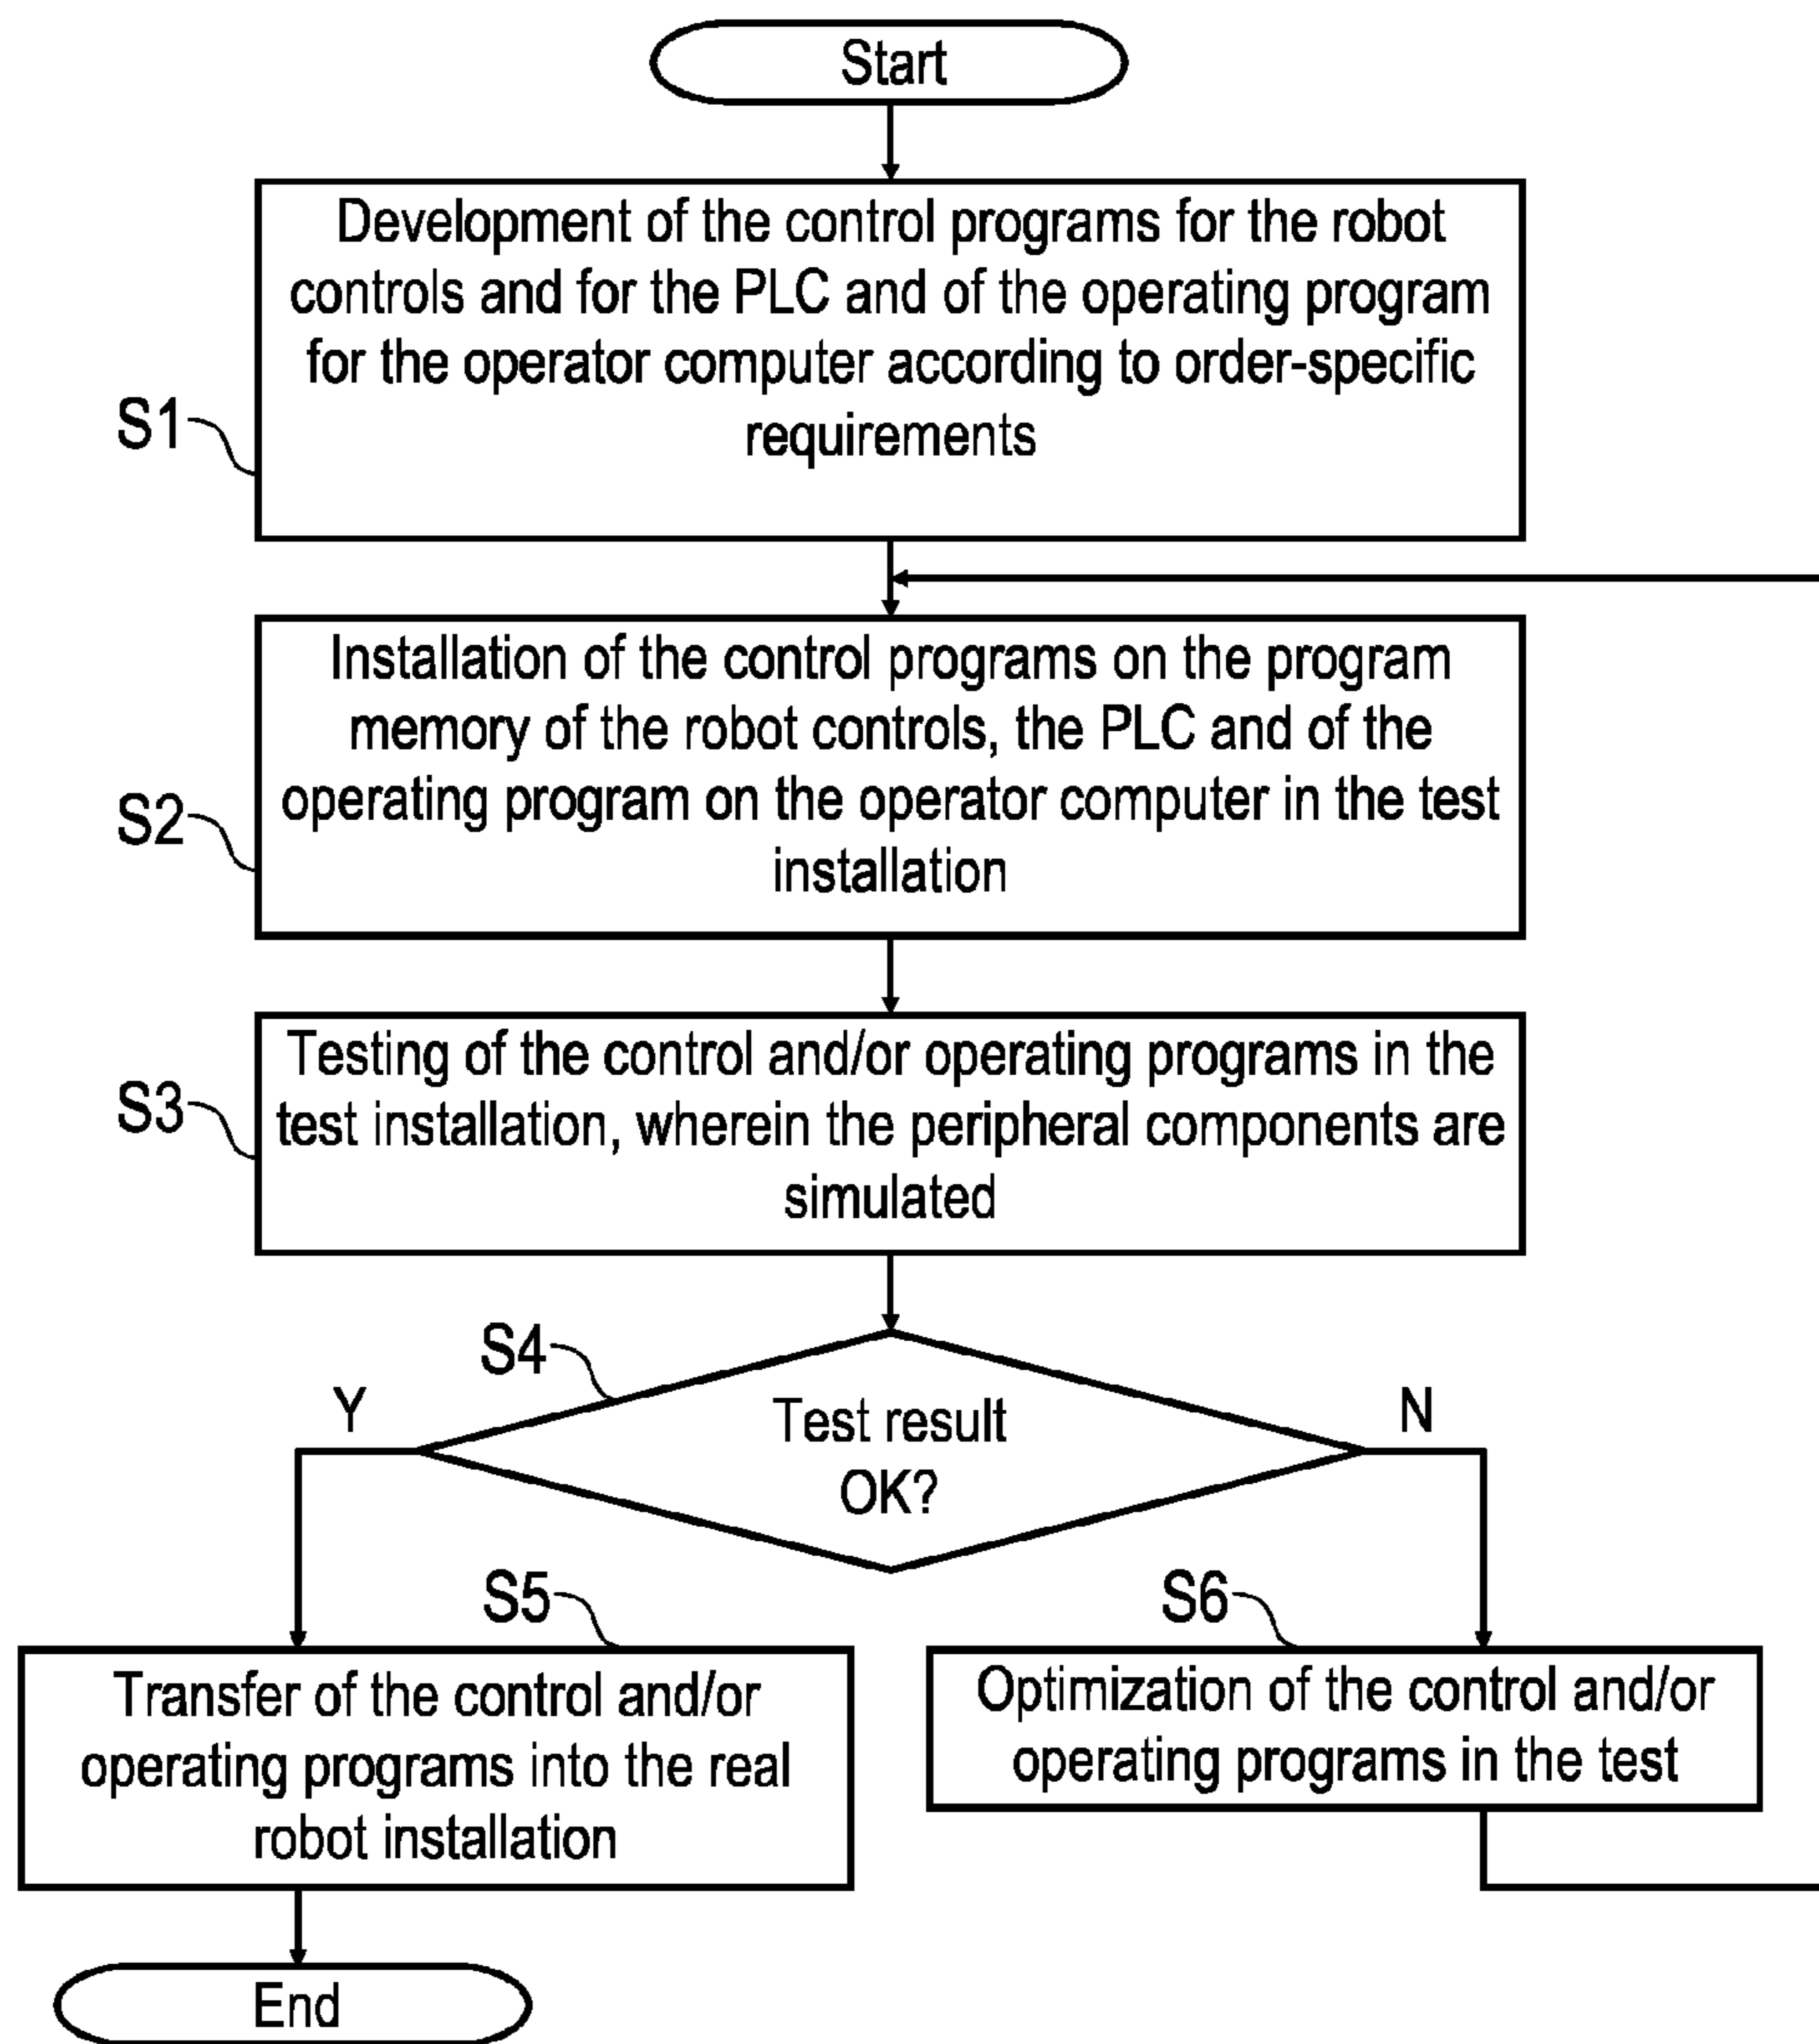 Start
Development of the control programs for the robot
controls and for the PLC and of the operating program
for the operator computer according to order-specific
requirements
S1
Installation of the control programs on the program
memory of the robot controls, the PLC and of the
operating program on the operator computer in the test
installation
S2
Testing of the control and/or operating programs in the
test installation, wherein the peripheral components are
simulated
S3
S4
Y
Test result
OK?
N
S5
S6
Transfer of the control and/or
operating programs into the real
robot installation
Optimization of the control and/or
operating programs in the test
End